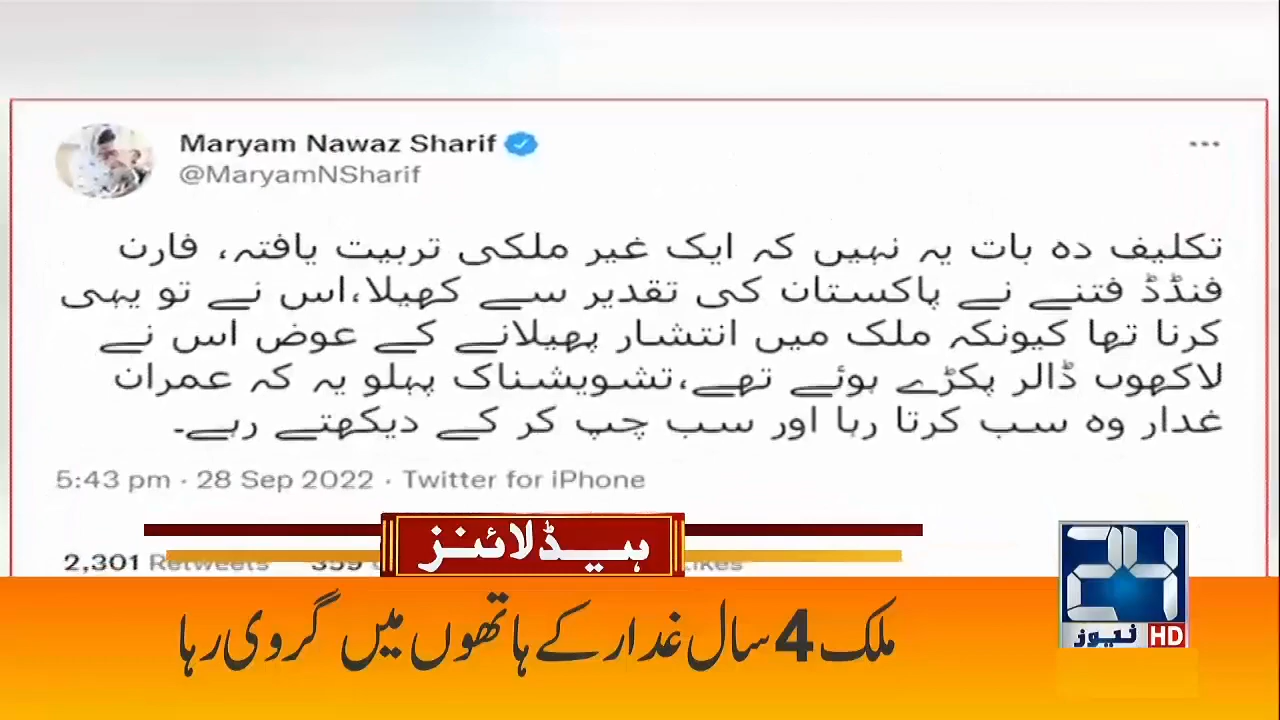 Maryam Nawaz Sharif
@MaryamNSharif
تکلیف دہ بات یہ نہیں کہ ایک غیر ملکی تربیت یافتہ، فارن
فنڈڈ فتنے نے پاکستان کی تقدیر سے کھیلا،اس نے تو یہی
کرنا تھا کیونکہ ملک میں انتشار پھیلانے کے عوض اس نے
لاکھوں ڈالر پکڑے ہوئے تھے،تشویشناک پہلو یہ کہ عمران
غدار وہ سب کرتا رہا اور سب چپ کر کے دیکھتے رہے۔
5:43 pm · 28 Sep 2022 · Twitter for iPhone
2,301 Retweets 359
ہیڈلائنز
ملک 4 سال غدار کے ہاتھوں میں گروی رہا
24
نیوز HD